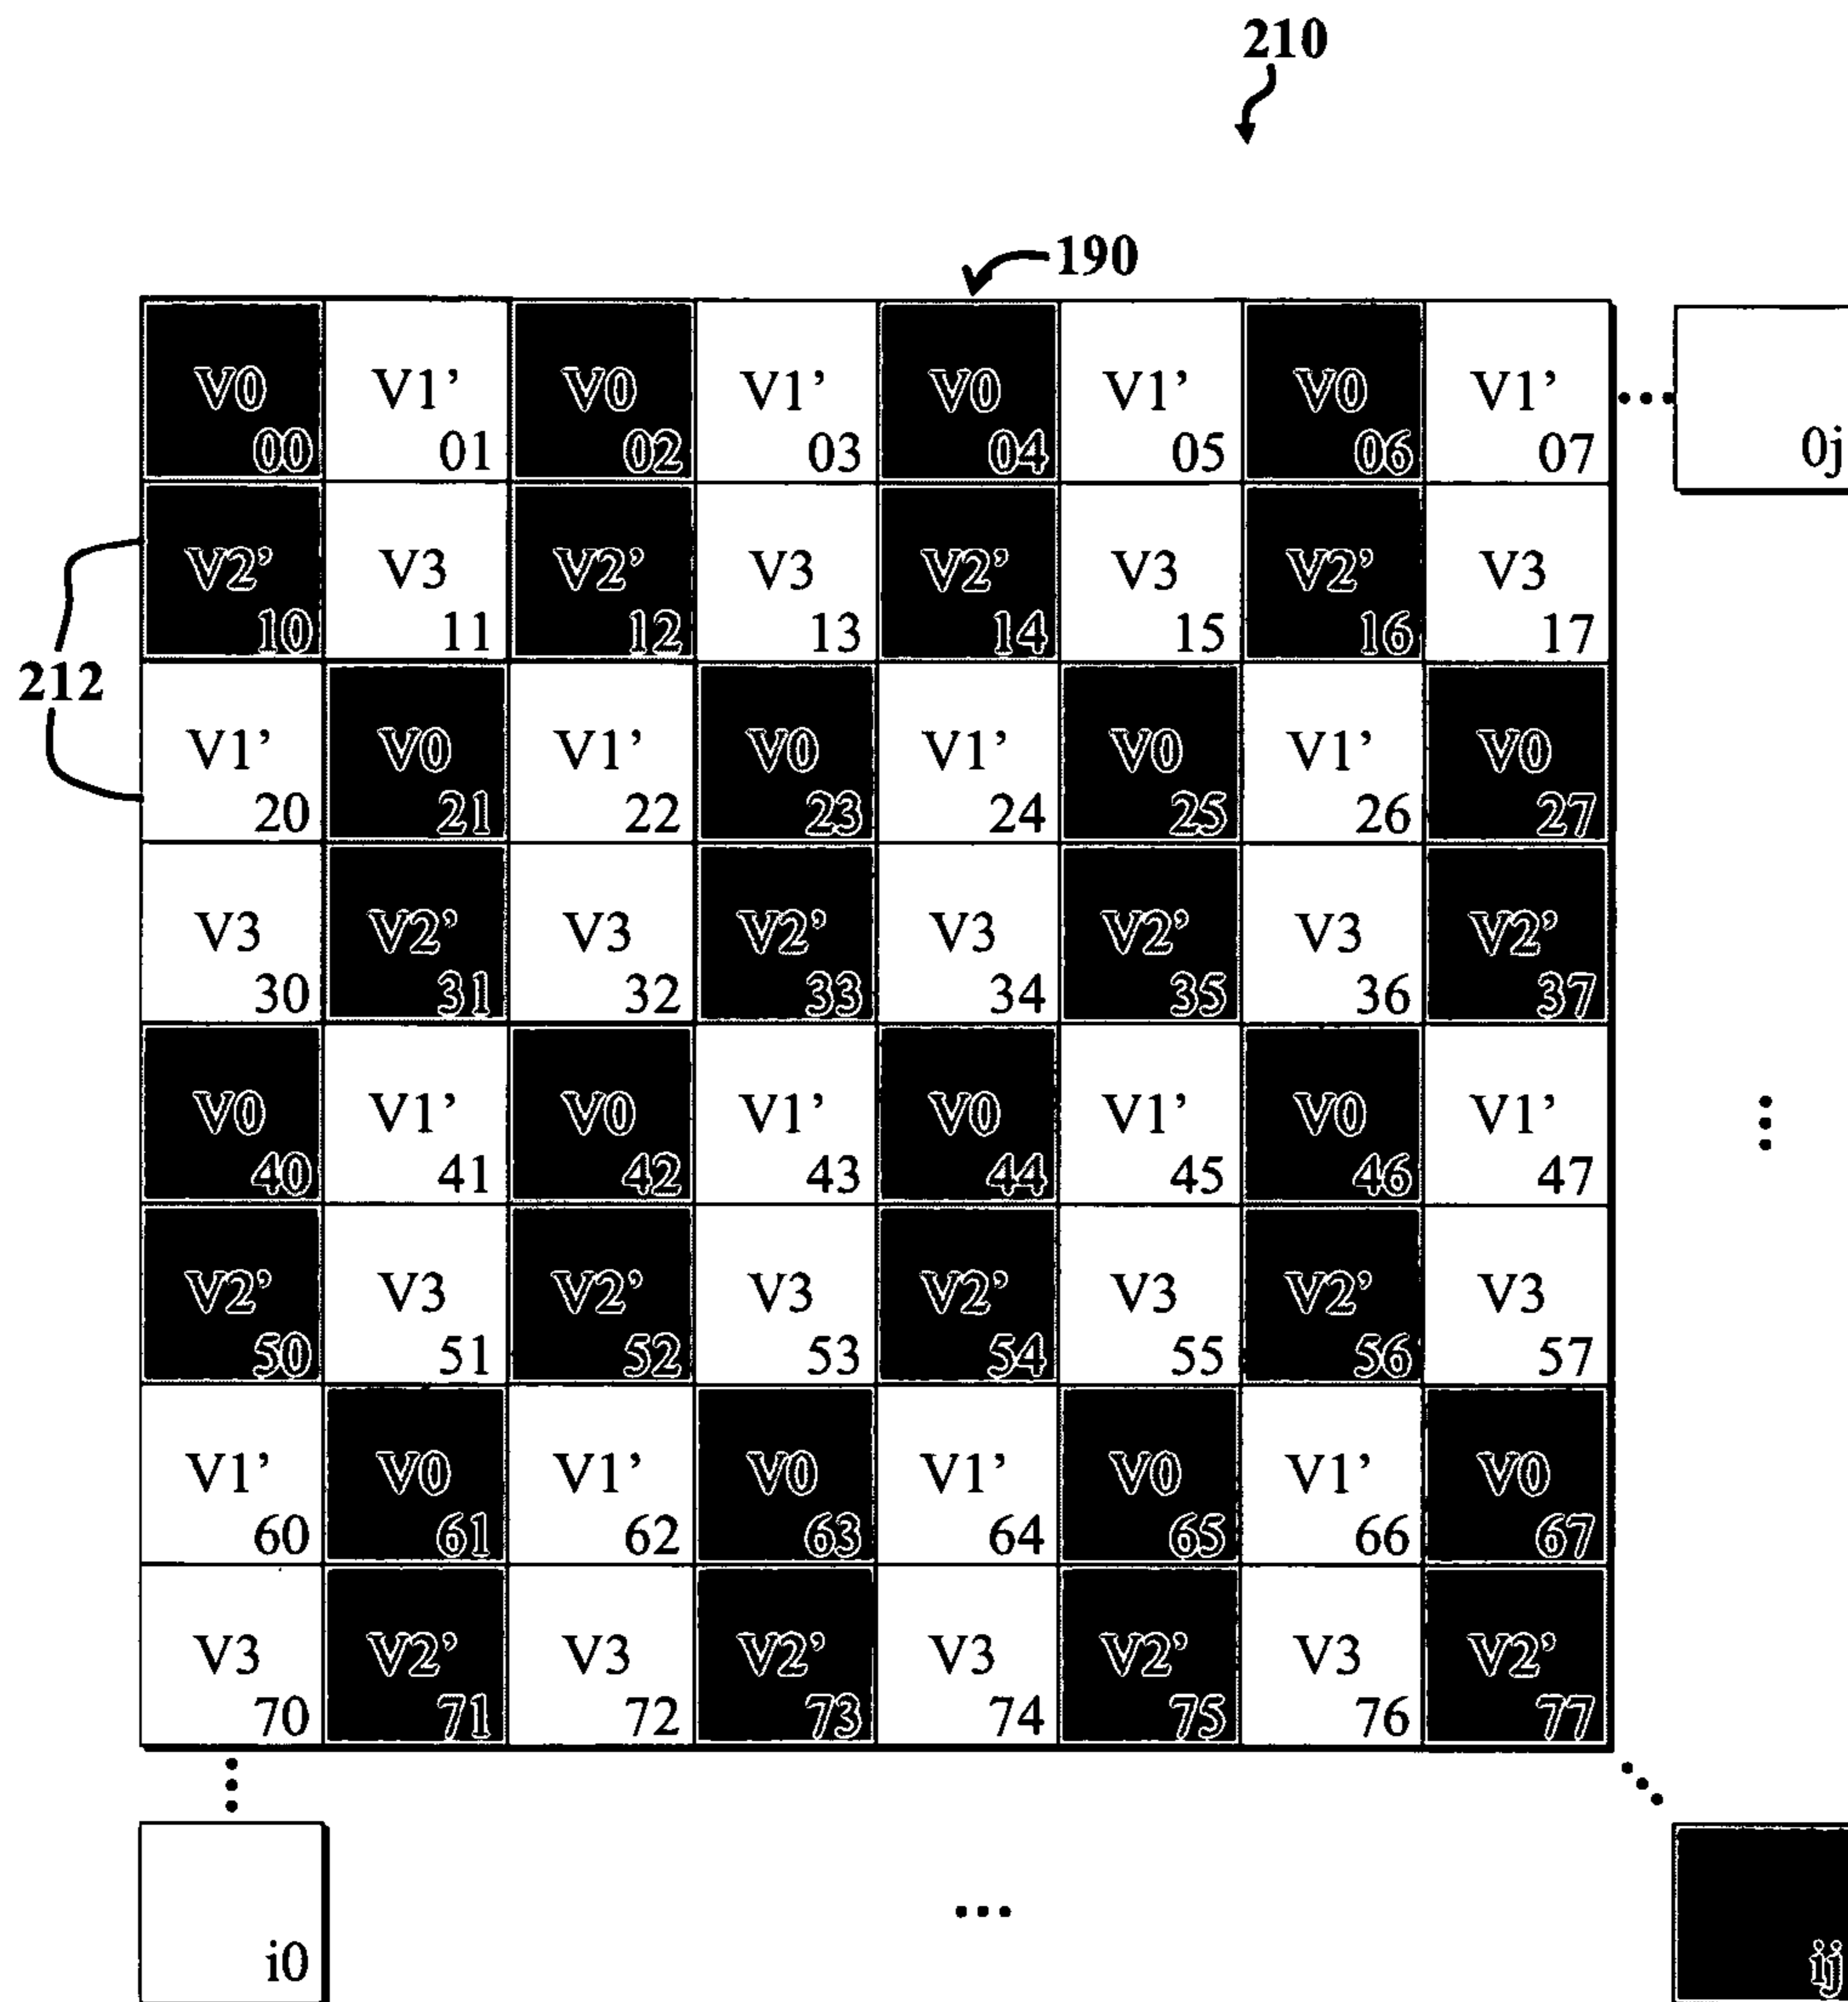 210
190
V0 V1' V0 V1' V0 V1' V0 V1' ...
00 01 02 03 04 05 06 07 0j
V2' V3 V2' V3 V2' V3 V2' V3
10 11 12 13 14 15 16 17
212
V1' V0 V1' V0 V1' V0 V1' V0
20 21 22 23 24 25 26 27
V3 V2' V3 V2' V3 V2' V3 V2'
30 31 32 33 34 35 36 37
V0 V1' V0 V1' V0 V1' V0 V1'
40 41 42 43 44 45 46 47
V2' V3 V2' V3 V2' V3 V2' V3
50 51 52 53 54 55 56 57
V1' V0 V1' V0 V1' V0 V1' V0
60 61 62 63 64 65 66 67
V3 V2' V3 V2' V3 V2' V3 V2'
70 71 72 73 74 75 76 77
...
i0 ij